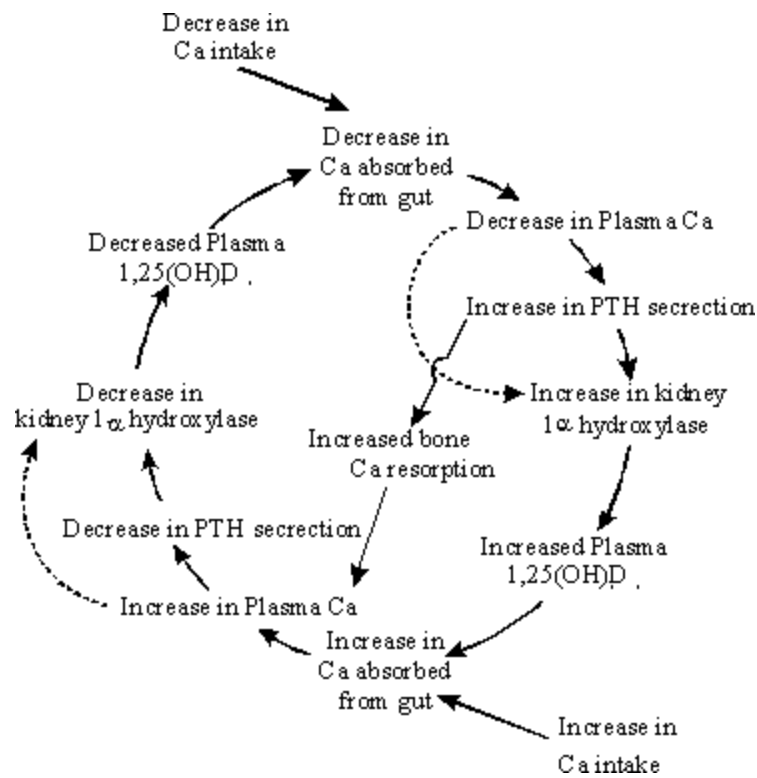 Decrease in
Ca intake
Decrease in
Ca absorbed
from gut
Decrease in Plasma Ca
Increase in PTH secrection
Increase in kidney
1α hydroxylase
Increased bone
Ca resorption
Increased Plasma
1,25(OH)D .
Increase in
Ca absorbed
from gut
Increase in
Ca intake
Increase in Plasma Ca
Decrease in PTH secrection
Decrease in
kidney 1α hydroxylase
Decreased Plasma
1,25(OH)D .